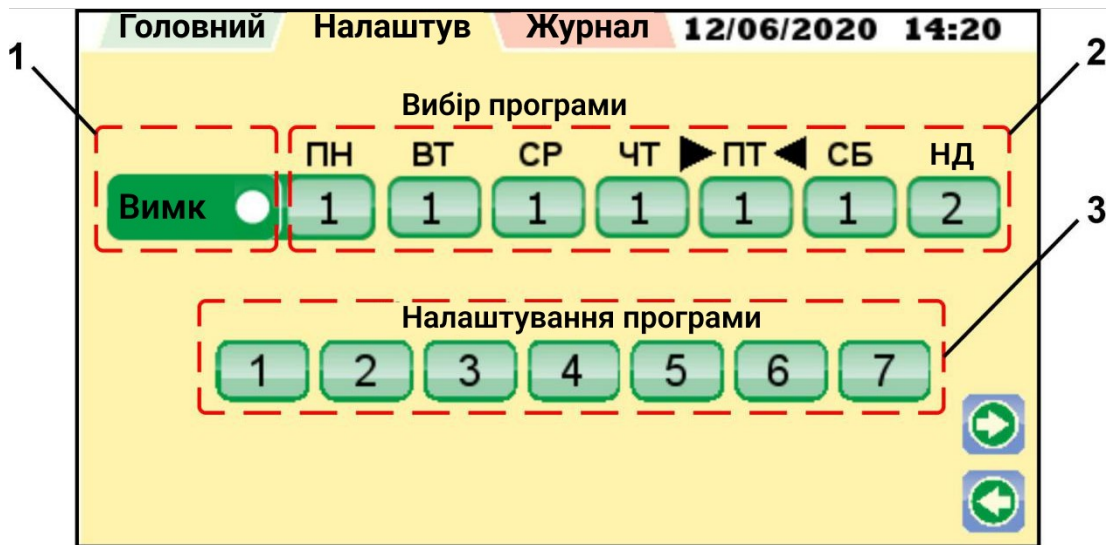 Головний Налаштув Журнал 12/06/2020 14:20
1
2
Вибір програми
ПН ВТ СР ЧТ ПТ СБ НД
Вимк 1 1 1 1 1 1 2
3
Налаштування програми
1 2 3 4 5 6 7